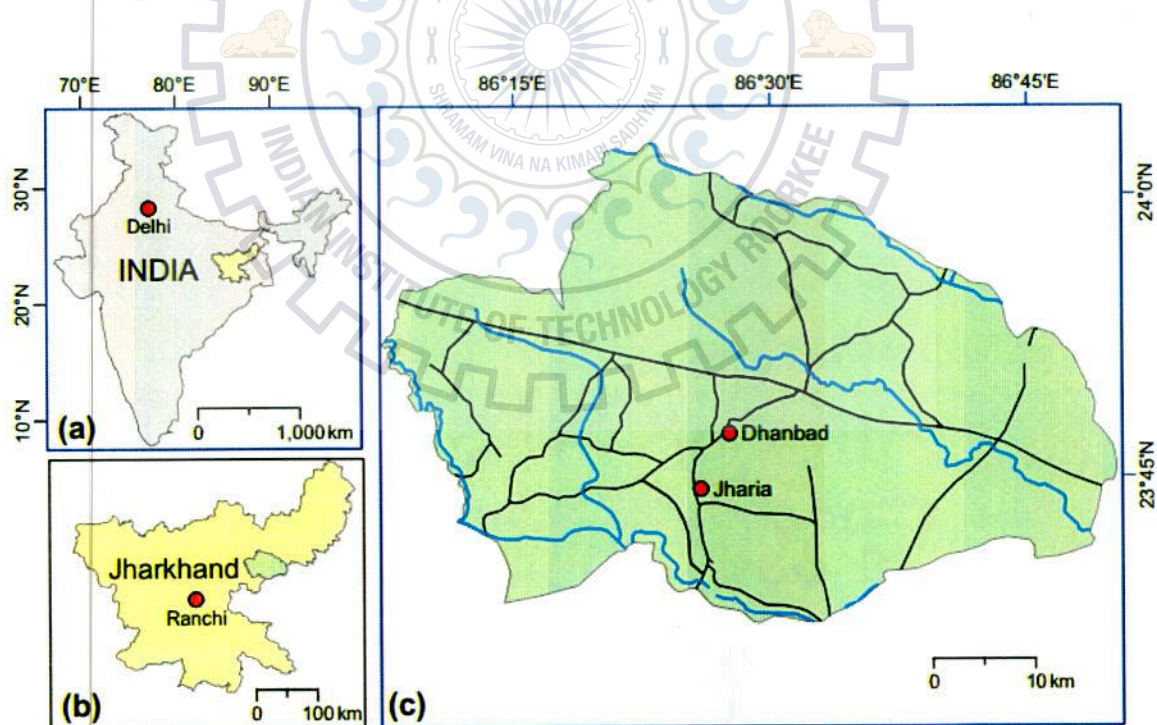 70°E 80°E 90°E
86°15'E 86°30'E 86°45'E
30°N
20°N
10°N
Delhi
INDIA
(a)
0 1,000 km
Jharkhand
Ranchi
(b)
0 100 km
24°0'N
23°45'N
Dhanbad
Jharia
(c)
0 10 km
SHRAMAM VINA NA KIMAPI SADHYAM
INDIAN INSTITUTE OF TECHNOLOGY ROORKEE